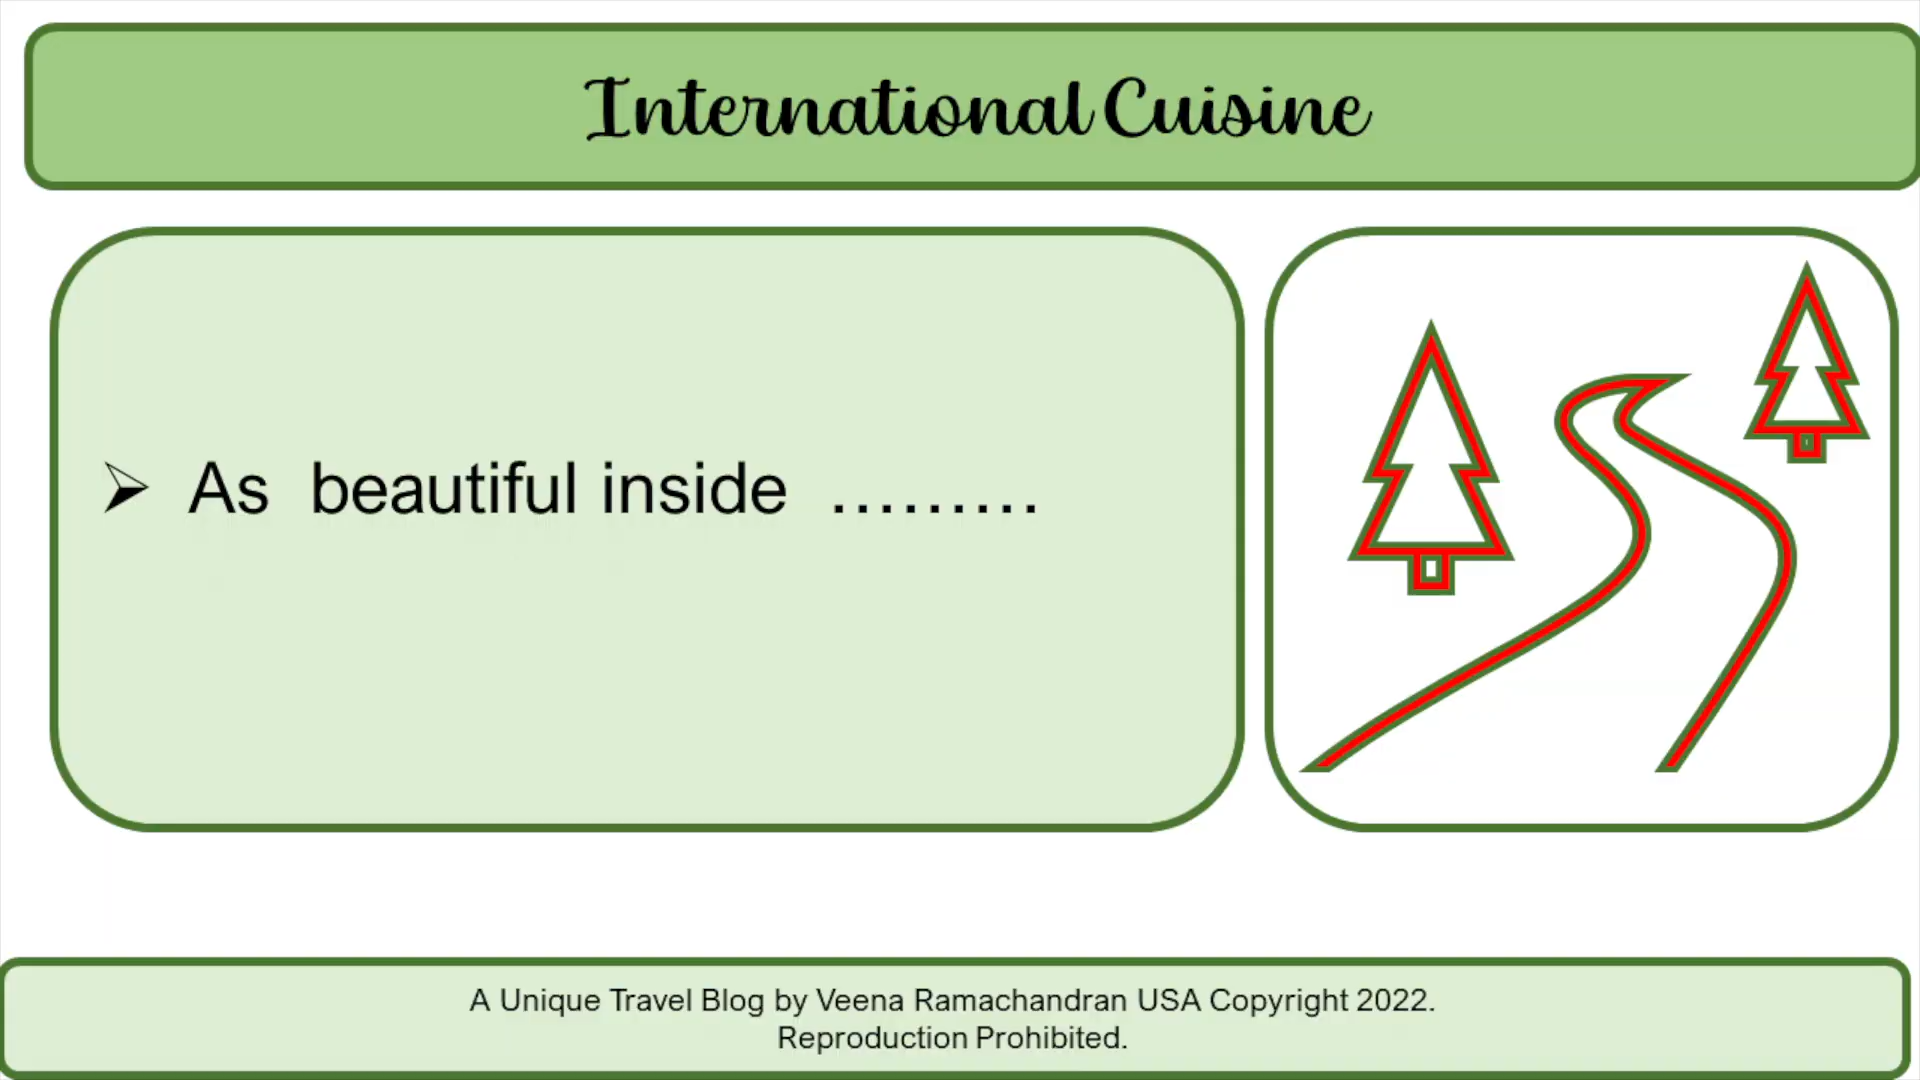 International Cuisine
➢ As beautiful inside .........
A Unique Travel Blog by Veena Ramachandran USA Copyright 2022.
Reproduction Prohibited.